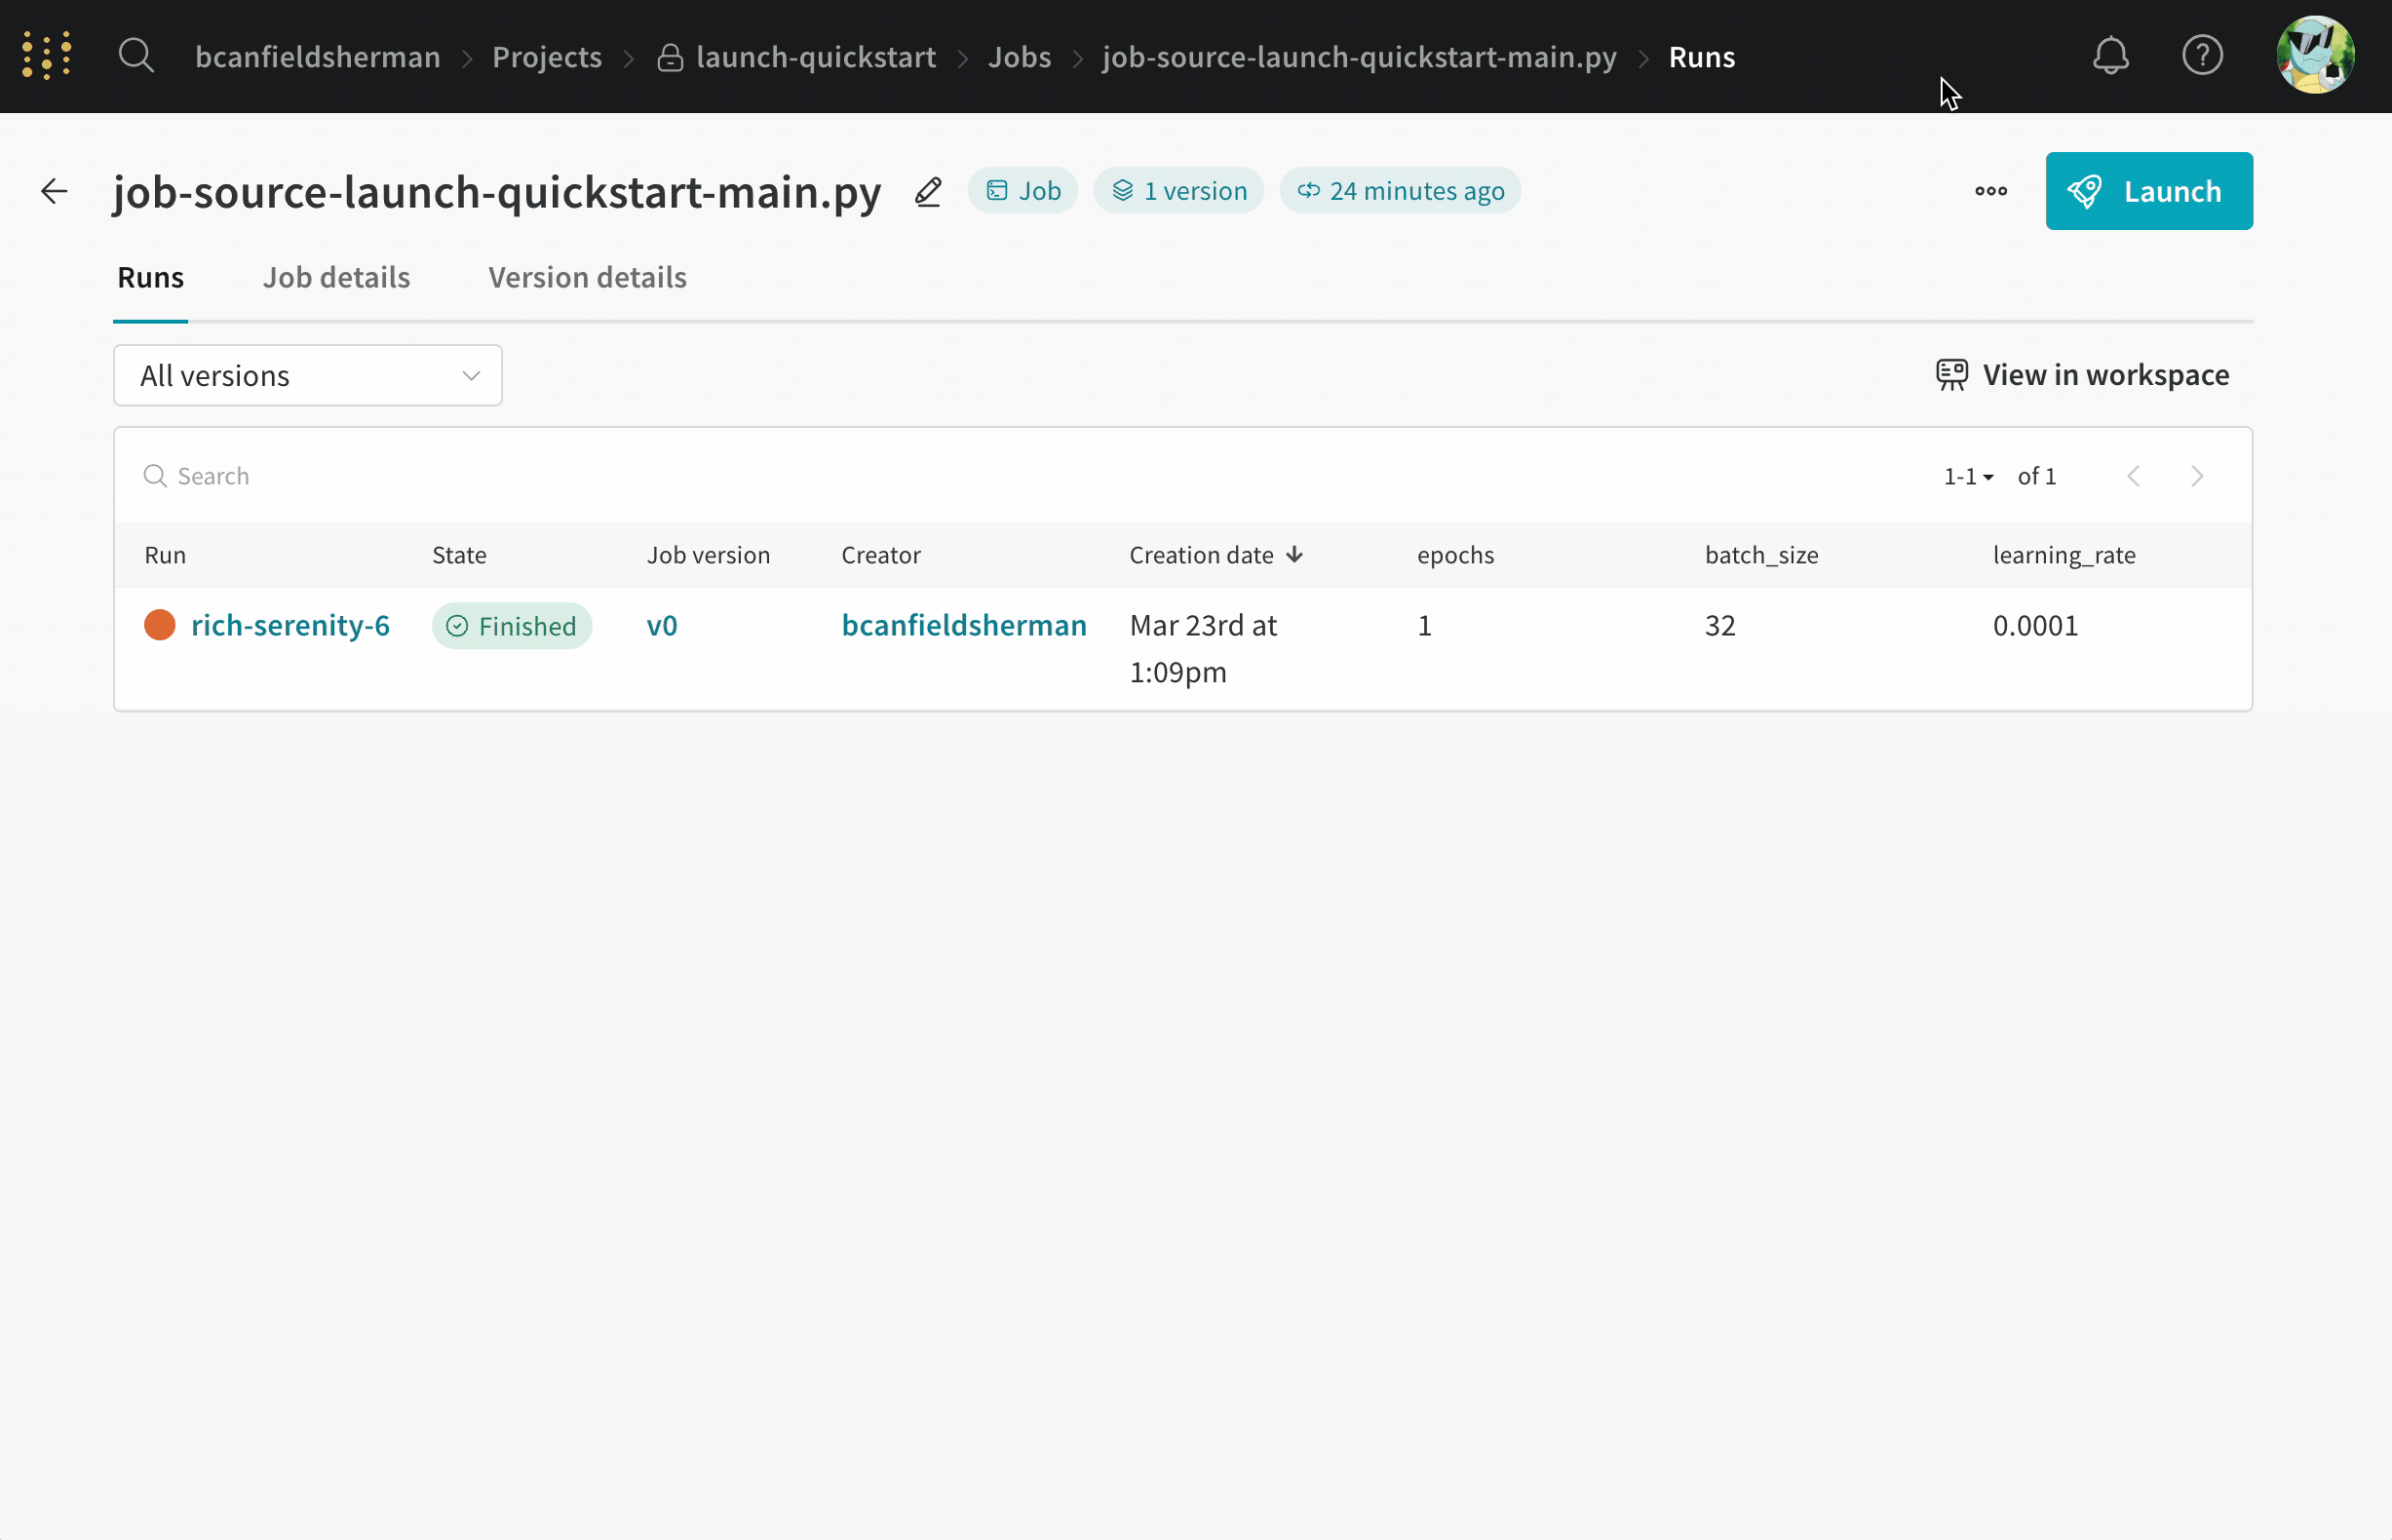 bcanfieldsherman > Projects > launch-quickstart > Jobs > job-source-launch-quickstart-main.py > Runs
job-source-launch-quickstart-main.py Job 1 version 24 minutes ago Launch
Runs Job details Version details
All versions View in workspace
Search 1-1 of 1
Run State Job version Creator Creation date epochs batch_size learning_rate
rich-serenity-6 Finished v0 bcanfieldsherman Mar 23rd at 1 32 0.0001
1:09pm